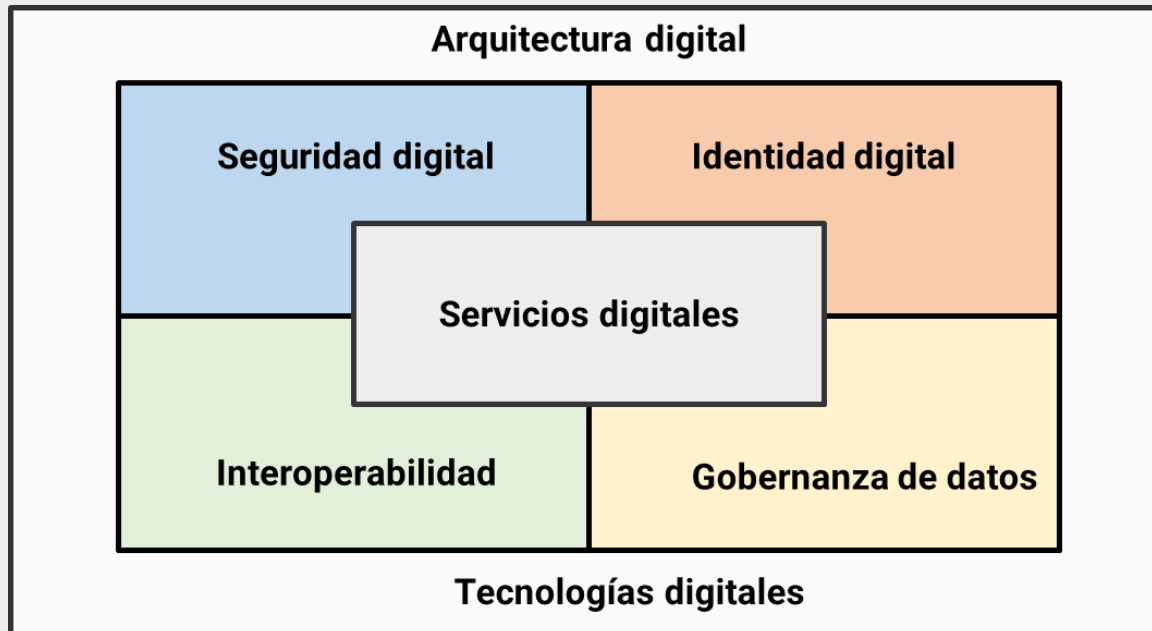 Arquitectura digital
Seguridad digital
Identidad digital
Servicios digitales
Interoperabilidad
Gobernanza de datos
Tecnologías digitales